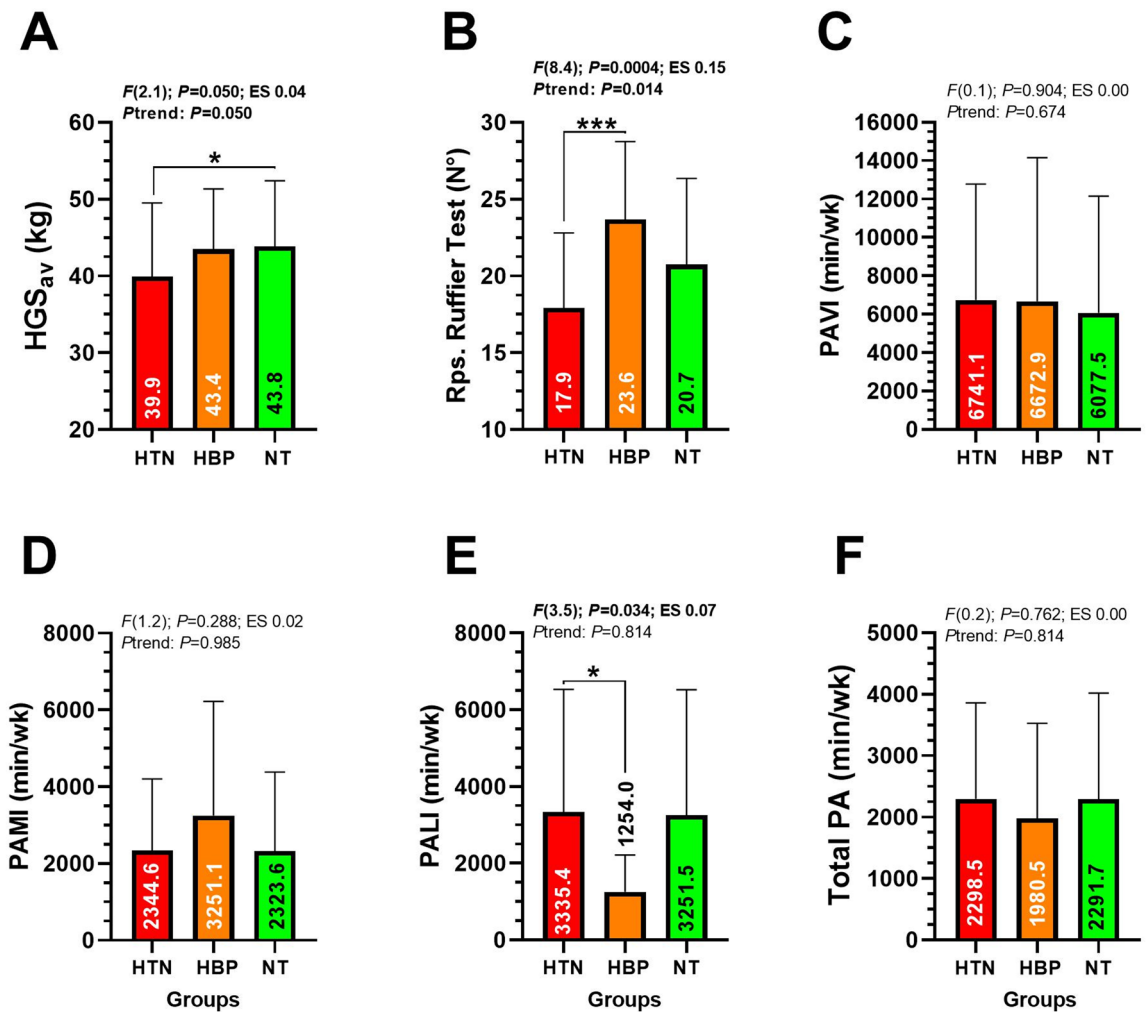 A
F(2.1); P=0.050; ES 0.04
Ptrend: P=0.050
HGSav (kg)
60
50
40
30
20
*
39.9
43.4
43.8
HTN HBP NT
B
F(8.4); P=0.0004; ES 0.15
Ptrend: P=0.014
Rps. Ruffier Test (N°)
30
25
20
15
10
***
17.9
23.6
20.7
HTN HBP NT
C
F(0.1); P=0.904; ES 0.00
Ptrend: P=0.674
PAVI (min/wk)
16000
14000
12000
10000
8000
6000
4000
2000
0
6741.1
6672.9
6077.5
HTN HBP NT
D
F(1.2); P=0.288; ES 0.02
Ptrend: P=0.985
PAMI (min/wk)
8000
6000
4000
2000
0
2344.6
3251.1
2323.6
HTN HBP NT
Groups
E
F(3.5); P=0.034; ES 0.07
Ptrend: P=0.814
PALI (min/wk)
8000
6000
4000
2000
0
*
3335.4
1254.0
3251.5
HTN HBP NT
Groups
F
F(0.2); P=0.762; ES 0.00
Ptrend: P=0.814
Total PA (min/wk)
5000
4000
3000
2000
1000
0
2298.5
1980.5
2291.7
HTN HBP NT
Groups